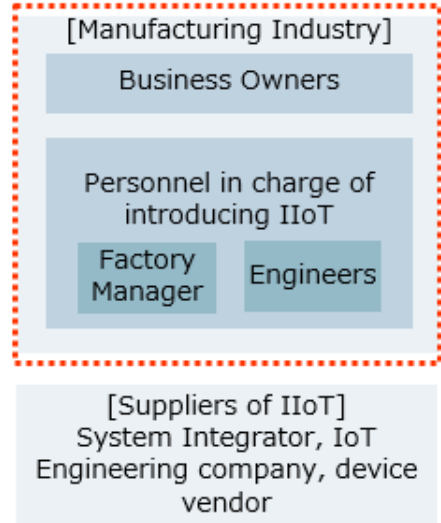 [Manufacturing Industry]
Business Owners
Personnel in charge of
introducing IIoT
Factory
Manager
Engineers
[Suppliers of IIoT]
System Integrator, IoT
Engineering company, device
vendor